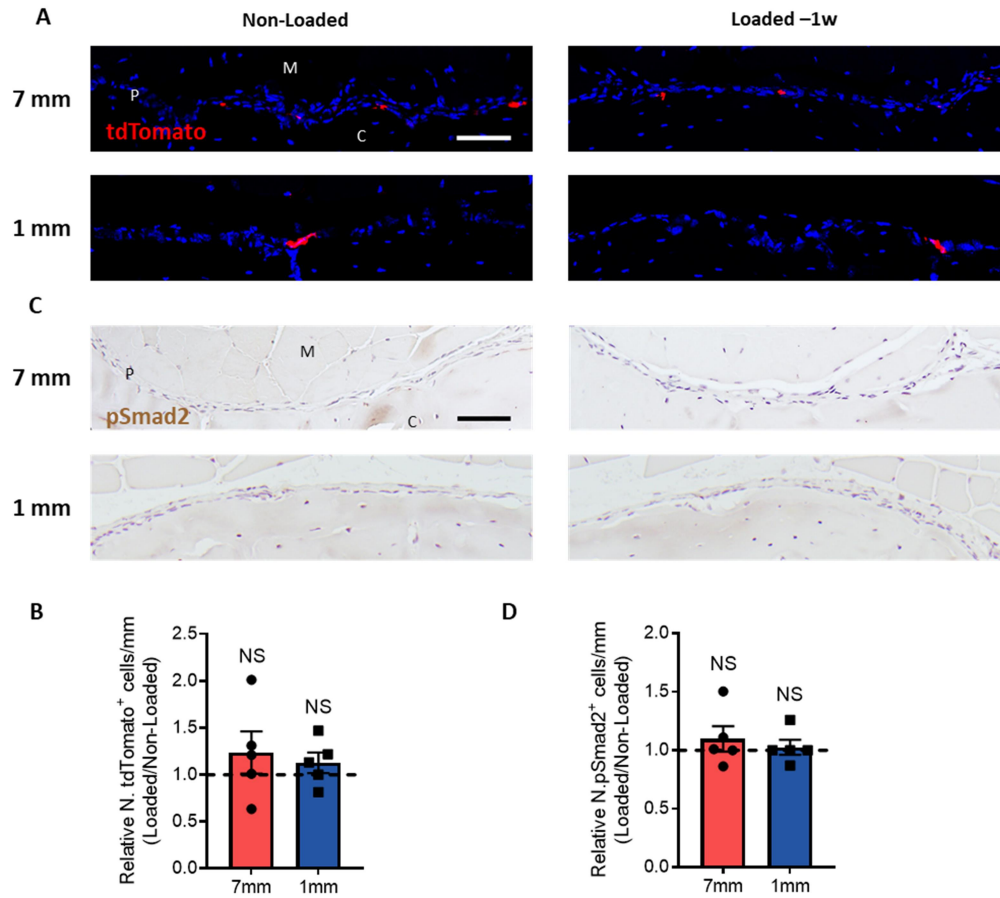 A
Non-Loaded
Loaded –1w
7 mm
P
M
C
tdTomato
1 mm
C
7 mm
P
M
C
pSmad2
1 mm
B
Relative N. tdTomato⁺ cells/mm
(Loaded/Non-Loaded)
2.5
2.0
1.5
1.0
0.5
0.0
NS
NS
7mm
1mm
D
Relative N.pSmad2⁺ cells/mm
(Loaded/Non-Loaded)
2.0
1.5
1.0
0.5
0.0
NS
NS
7mm
1mm